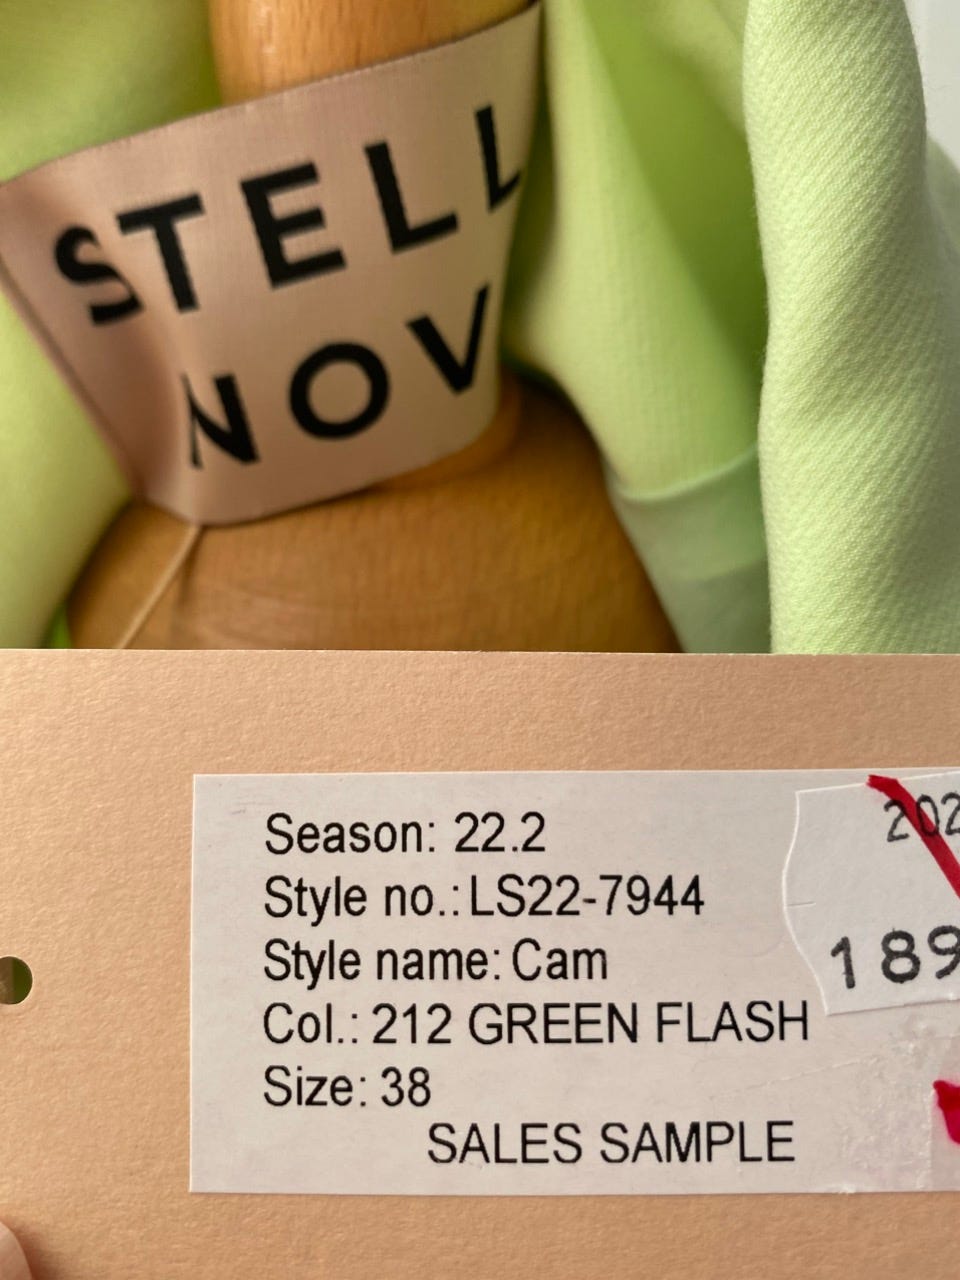 STELL
NOV
Season: 22.2
Style no.: LS22-7944
Style name: Cam
Col.: 212 GREEN FLASH
Size: 38
SALES SAMPLE
202
189